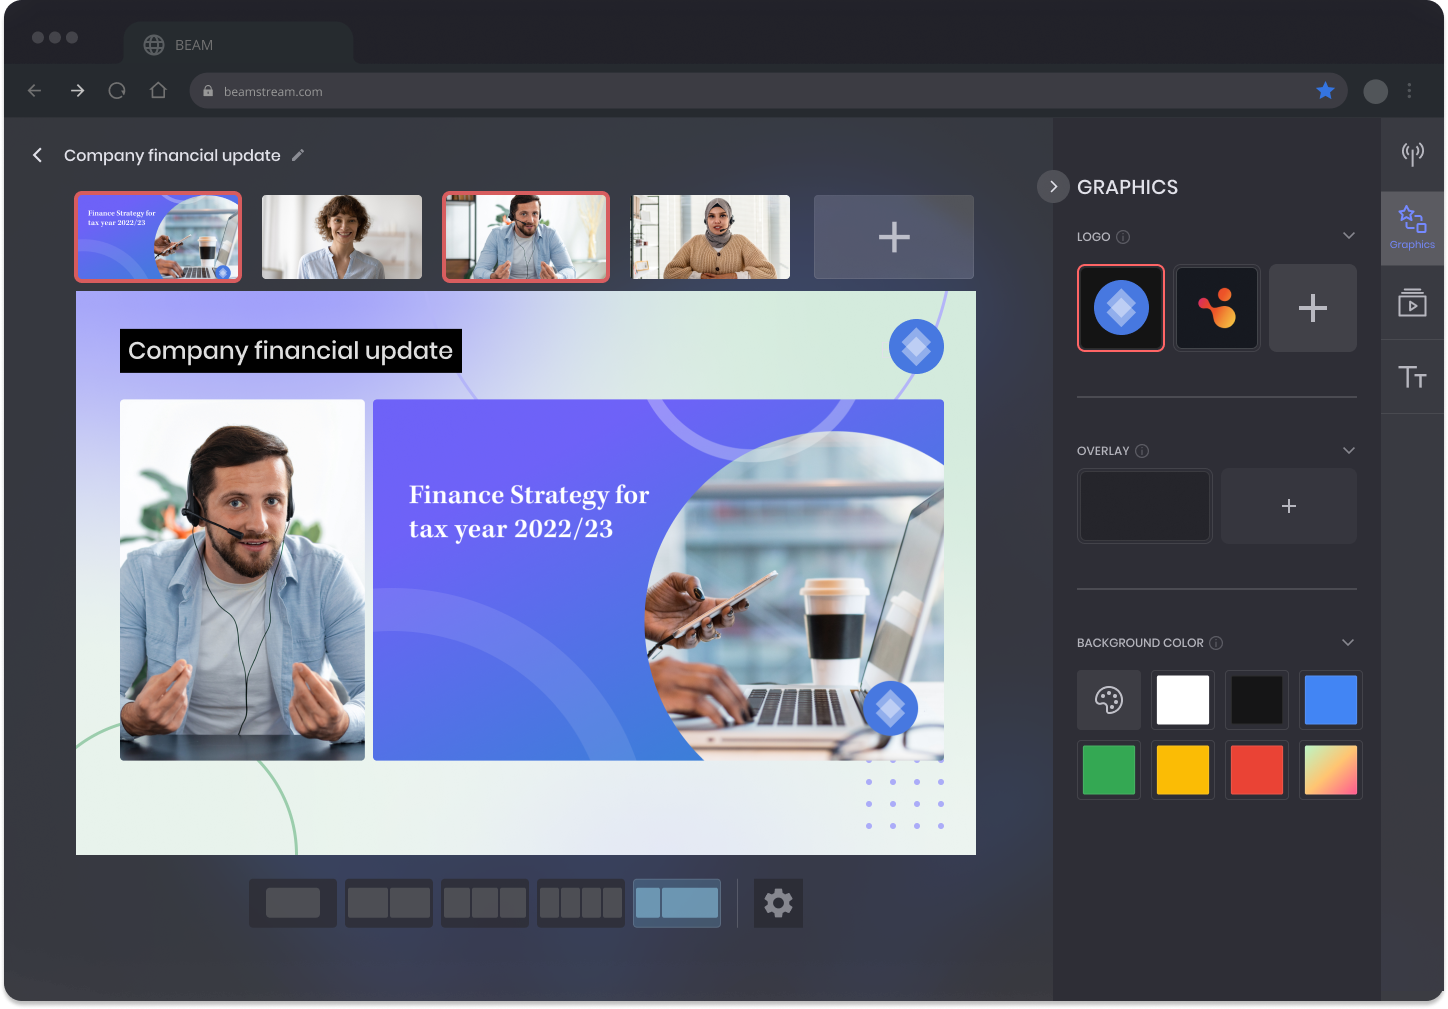 BEAM
beamstream.com
Company financial update
Finance Strategy for
tax year 2022/23
Company financial update
Finance Strategy for
tax year 2022/23
GRAPHICS
LOGO
OVERLAY
BACKGROUND COLOR
Graphics
Tt